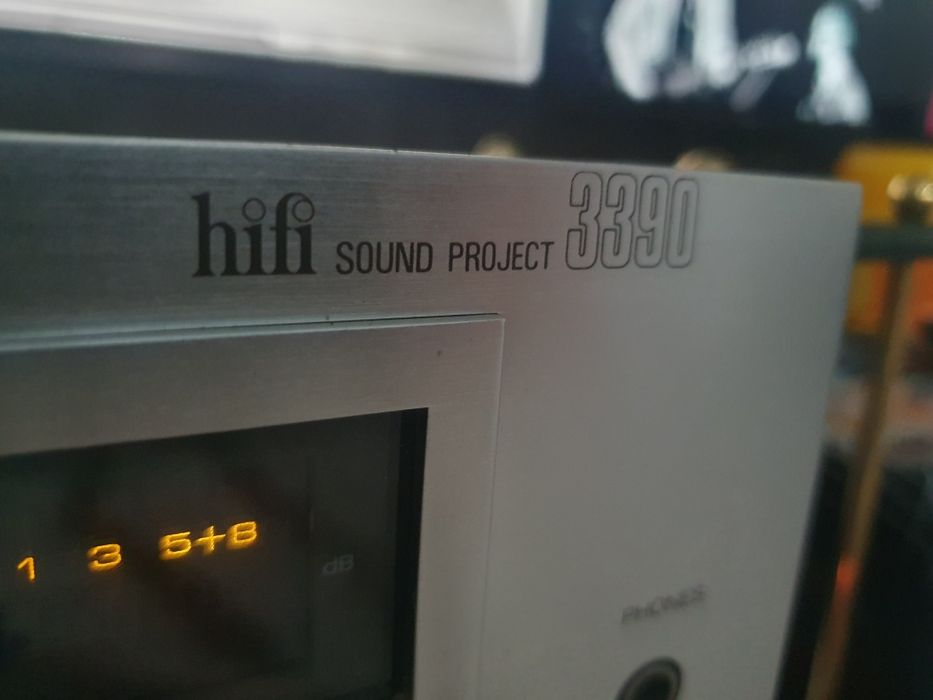 hifi SOUND PROJECT 3390
1 3 5+8
dB
PHONES